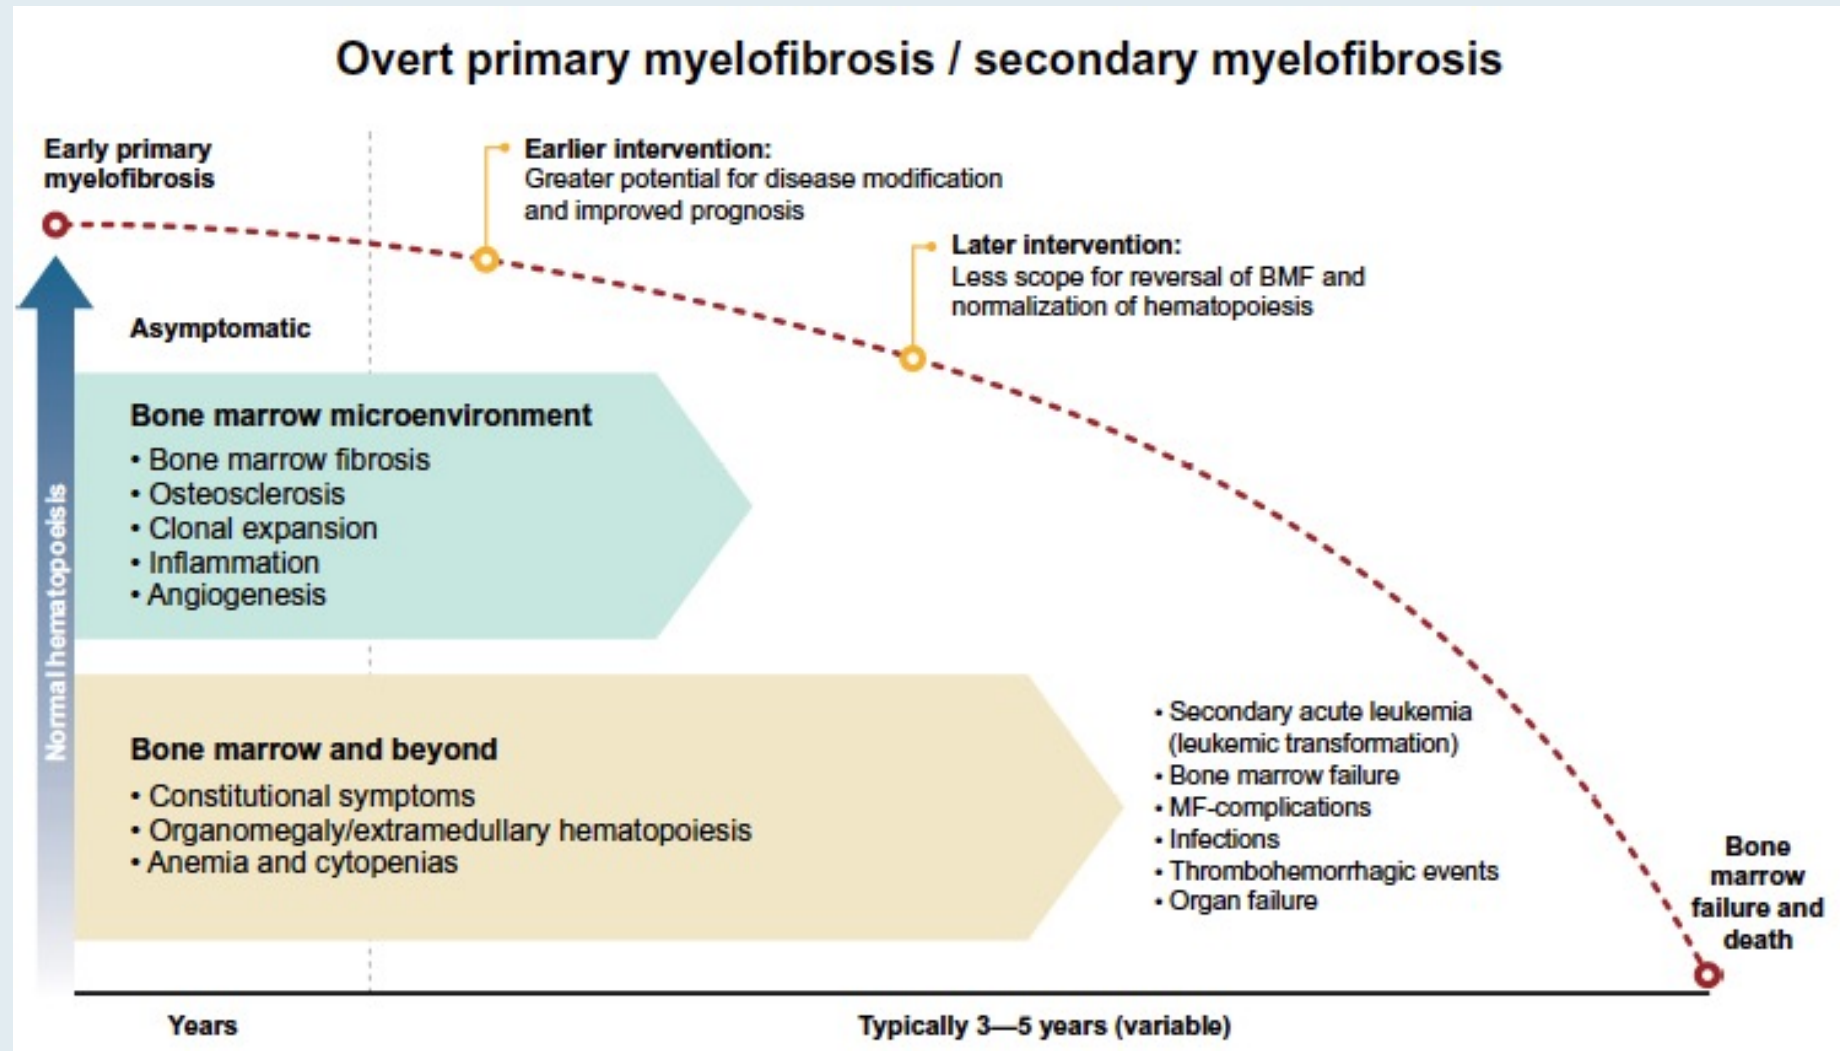 Overt primary myelofibrosis / secondary myelofibrosis
Early primary
myelofibrosis
Earlier intervention:
Greater potential for disease modification
and improved prognosis
Later intervention:
Less scope for reversal of BMF and
normalization of hematopoiesis
Asymptomatic
Normal hematopoeisis
Bone marrow microenvironment
• Bone marrow fibrosis
• Osteosclerosis
• Clonal expansion
• Inflammation
• Angiogenesis
Bone marrow and beyond
• Constitutional symptoms
• Organomegaly/extramedullary hematopoiesis
• Anemia and cytopenias
• Secondary acute leukemia
(leukemic transformation)
• Bone marrow failure
• MF-complications
• Infections
• Thrombohemorrhagic events
• Organ failure
Bone
marrow
failure and
death
Years
Typically 3—5 years (variable)